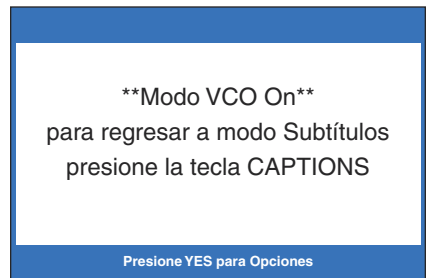 **Modo VCO On**
para regresar a modo Subtítulos
presione la tecla CAPTIONS
Presione YES para Opciones